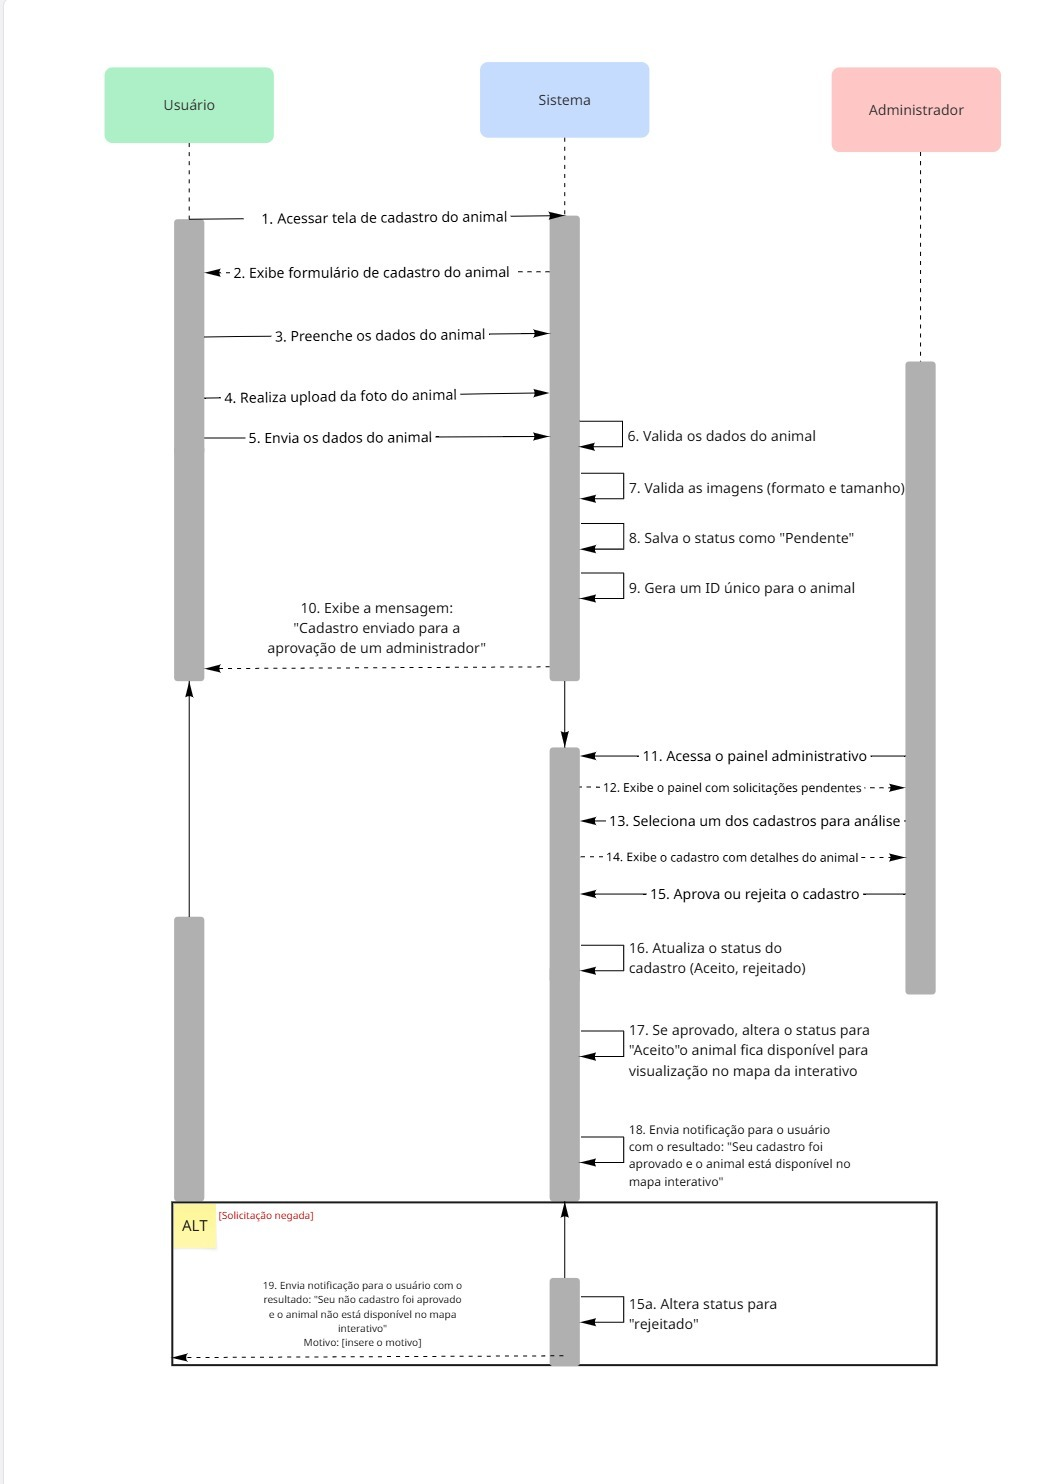 Usuário
Sistema
Administrador
1. Acessar tela de cadastro do animal
2. Exibe formulário de cadastro do animal
3. Preenche os dados do animal
4. Realiza upload da foto do animal
5. Envia os dados do animal
6. Valida os dados do animal
7. Valida as imagens (formato e tamanho)
8. Salva o status como "Pendente"
9. Gera um ID único para o animal
10. Exibe a mensagem:
"Cadastro enviado para a
aprovação de um administrador"
11. Acessa o painel administrativo
12. Exibe o painel com solicitações pendentes
13. Seleciona um dos cadastros para análise
14. Exibe o cadastro com detalhes do animal
15. Aprova ou rejeita o cadastro
16. Atualiza o status do
cadastro (Aceito, rejeitado)
17. Se aprovado, altera o status para
"Aceito"o animal fica disponível para
visualização no mapa da interativo
18. Envia notificação para o usuário
com o resultado: "Seu cadastro foi
aprovado e o animal está disponível no
mapa interativo"
ALT
[Solicitação negada]
19. Envia notificação para o usuário com o
resultado: "Seu não cadastro foi aprovado
e o animal não está disponível no mapa
interativo"
Motivo: [insere o motivo]
15a. Altera status para
"rejeitado"